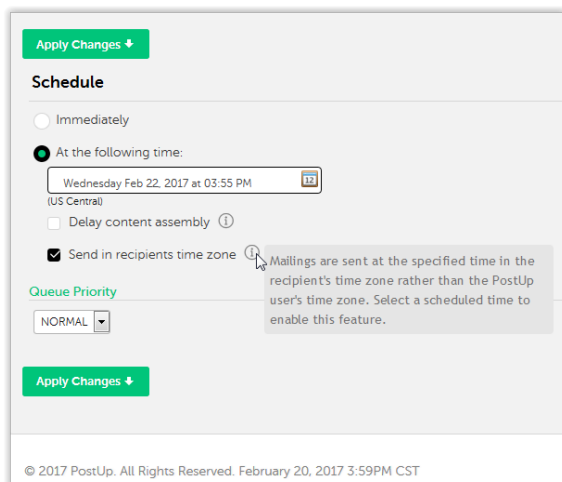 Apply Changes
Schedule
Immediately
At the following time:
Wednesday Feb 22, 2017 at 03:55 PM
12
(US Central)
Delay content assembly
Send in recipients time zone
Mailings are sent at the specified time in the
recipient's time zone rather than the PostUp
user's time zone. Select a scheduled time to
enable this feature.
Queue Priority
NORMAL
Apply Changes
© 2017 PostUp. All Rights Reserved. February 20, 2017 3:59PM CST